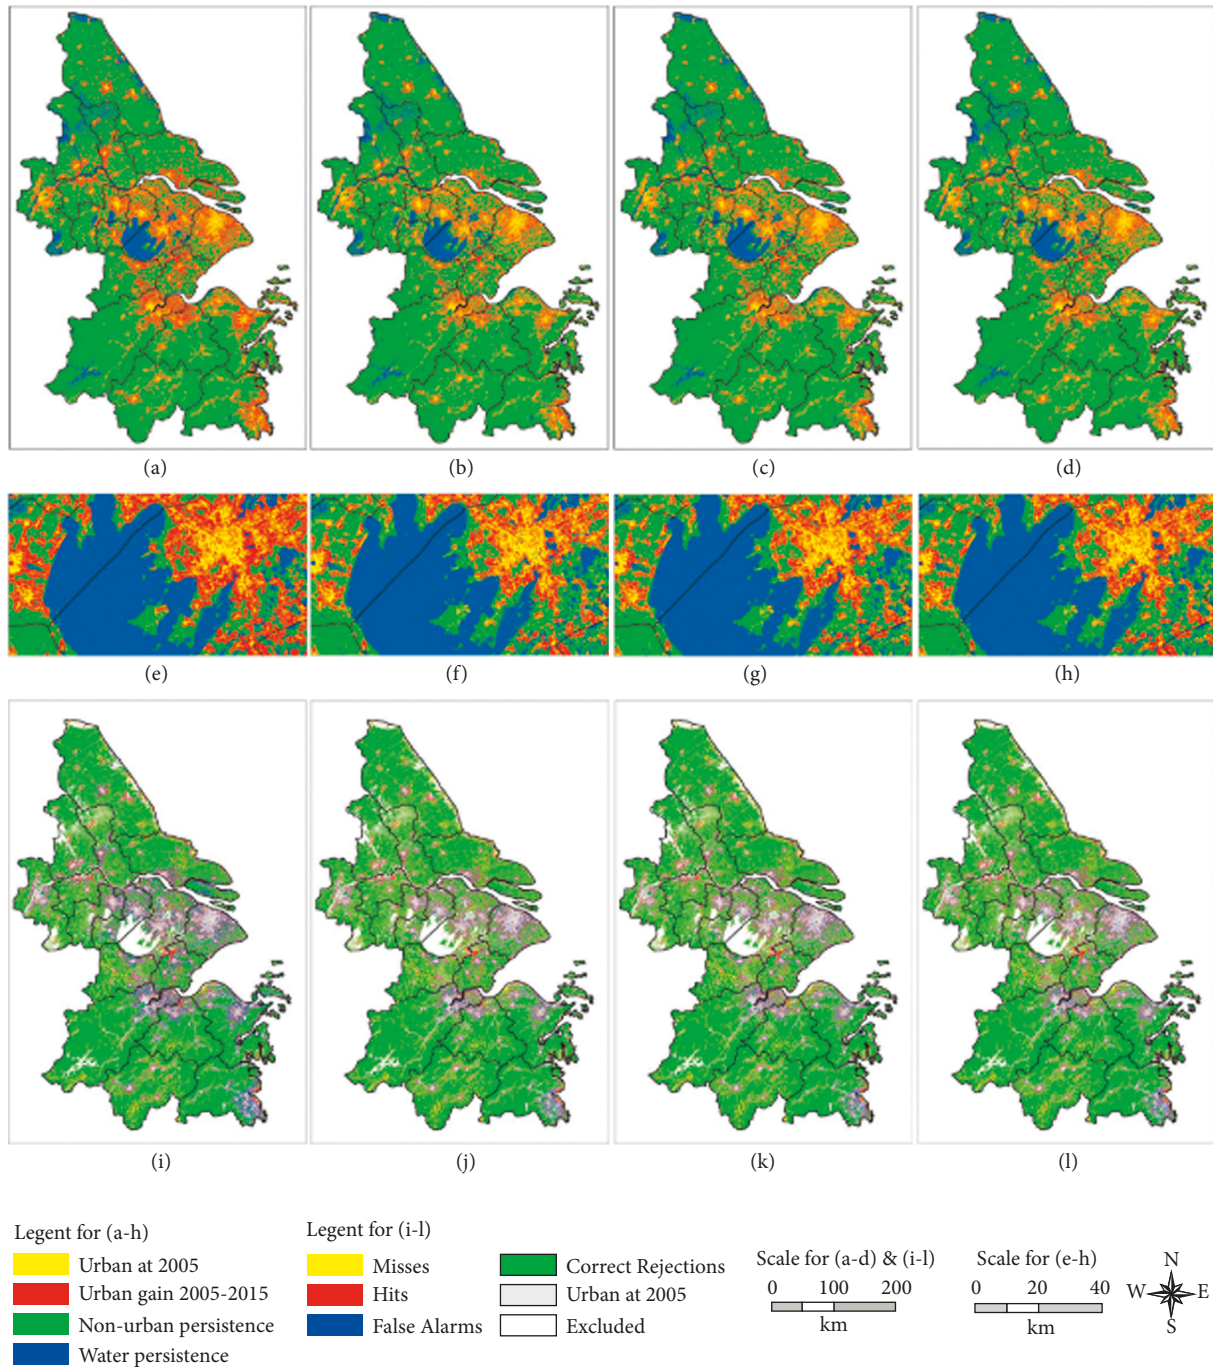 (a) (b) (c) (d)
(e) (f) (g) (h)
(i) (j) (k) (l)
Legent for (a-h)
Urban at 2005
Urban gain 2005-2015
Non-urban persistence
Water persistence
Legent for (i-l)
Misses
Hits
False Alarms
Correct Rejections
Urban at 2005
Excluded
Scale for (a-d) & (i-l)
0 100 200
km
Scale for (e-h)
0 20 40
km
N
W E
S